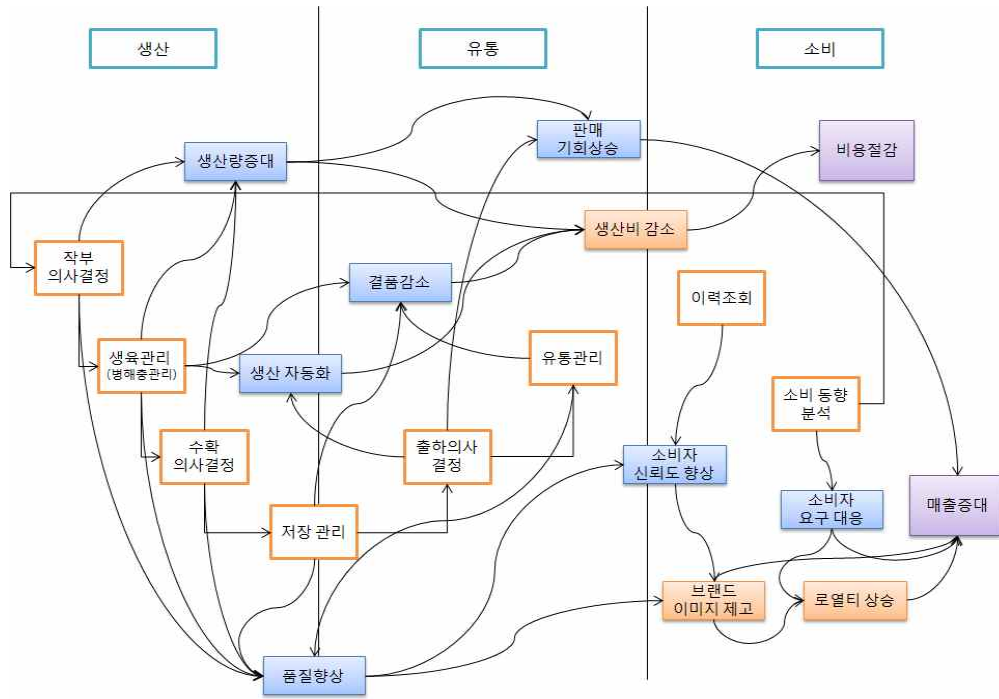 생산
유통
소비
판매
기회상승
생산량증대
비용절감
생산비 감소
작부
의사결정
결품감소
이력조회
생육관리
(병해충관리)
생산 자동화
유통관리
소비 동향
분석
수확
의사결정
출하의사
결정
소비자
신뢰도 향상
저장 관리
소비자
요구 대응
매출증대
브랜드
이미지 제고
로열티 상승
품질향상